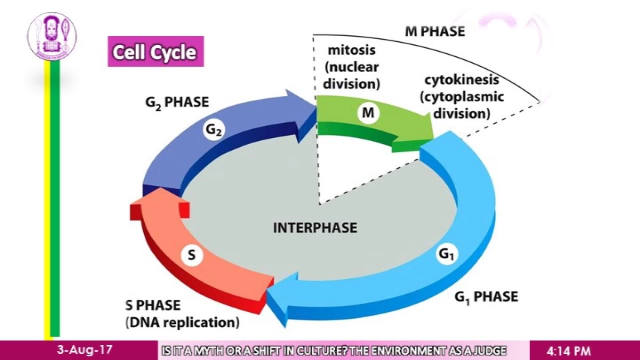 Cell Cycle
M PHASE
mitosis
(nuclear
division)
cytokinesis
(cytoplasmic
division)
G₂ PHASE
G₂
M
INTERPHASE
S
G₁
S PHASE
(DNA replication)
G₁ PHASE
3-Aug-17
IS IT A MYTH OR A SHIFT IN CULTURE? THE ENVIRONMENT AS A JUDGE
4:14 PM